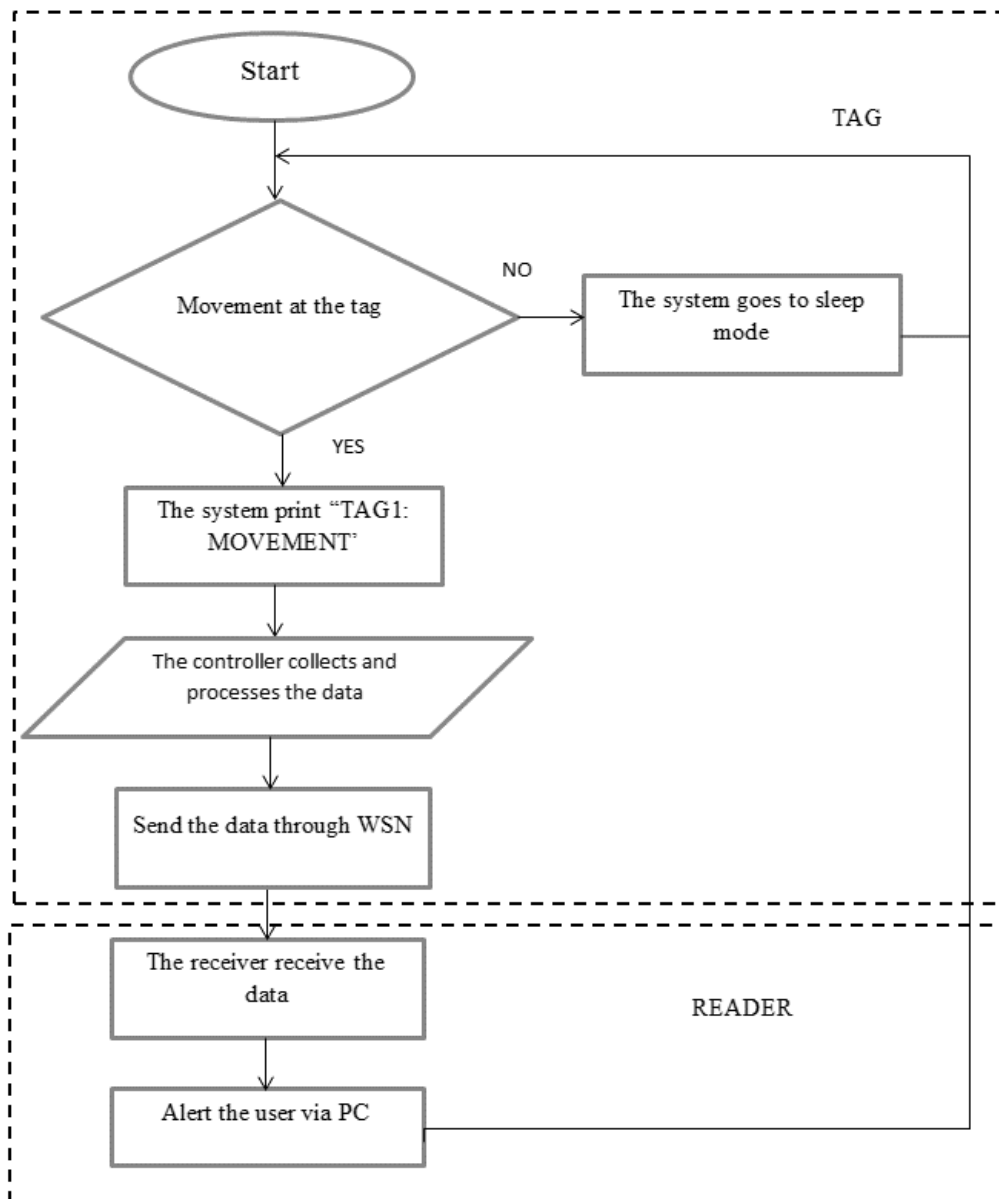 Start
TAG
Movement at the tag
NO
The system goes to sleep
mode
YES
The system print “TAG1:
MOVEMENT’
The controller collects and
processes the data
Send the data through WSN
The receiver receive the
data
READER
Alert the user via PC